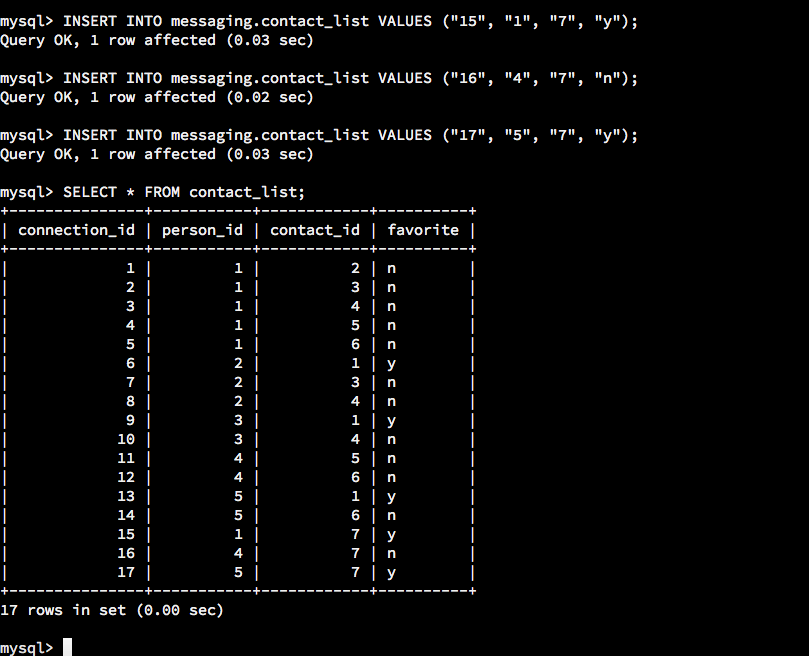 mysql> INSERT INTO messaging.contact_list VALUES ("15", "1", "7", "y");
Query OK, 1 row affected (0.03 sec)
mysql> INSERT INTO messaging.contact_list VALUES ("16", "4", "7", "n");
Query OK, 1 row affected (0.02 sec)
mysql> INSERT INTO messaging.contact_list VALUES ("17", "5", "7", "y");
Query OK, 1 row affected (0.03 sec)
mysql> SELECT * FROM contact_list;
+---------------+-----------+------------+----------+
| connection_id | person_id | contact_id | favorite |
+---------------+-----------+------------+----------+
|             1 |         1 |          2 | n        |
|             2 |         1 |          3 | n        |
|             3 |         1 |          4 | n        |
|             4 |         1 |          5 | n        |
|             5 |         1 |          6 | n        |
|             6 |         2 |          1 | y        |
|             7 |         2 |          3 | n        |
|             8 |         2 |          4 | n        |
|             9 |         3 |          1 | y        |
|            10 |         3 |          4 | n        |
|            11 |         4 |          5 | n        |
|            12 |         4 |          6 | n        |
|            13 |         5 |          1 | y        |
|            14 |         5 |          6 | n        |
|            15 |         1 |          7 | y        |
|            16 |         4 |          7 | n        |
|            17 |         5 |          7 | y        |
+---------------+-----------+------------+----------+
17 rows in set (0.00 sec)
mysql>